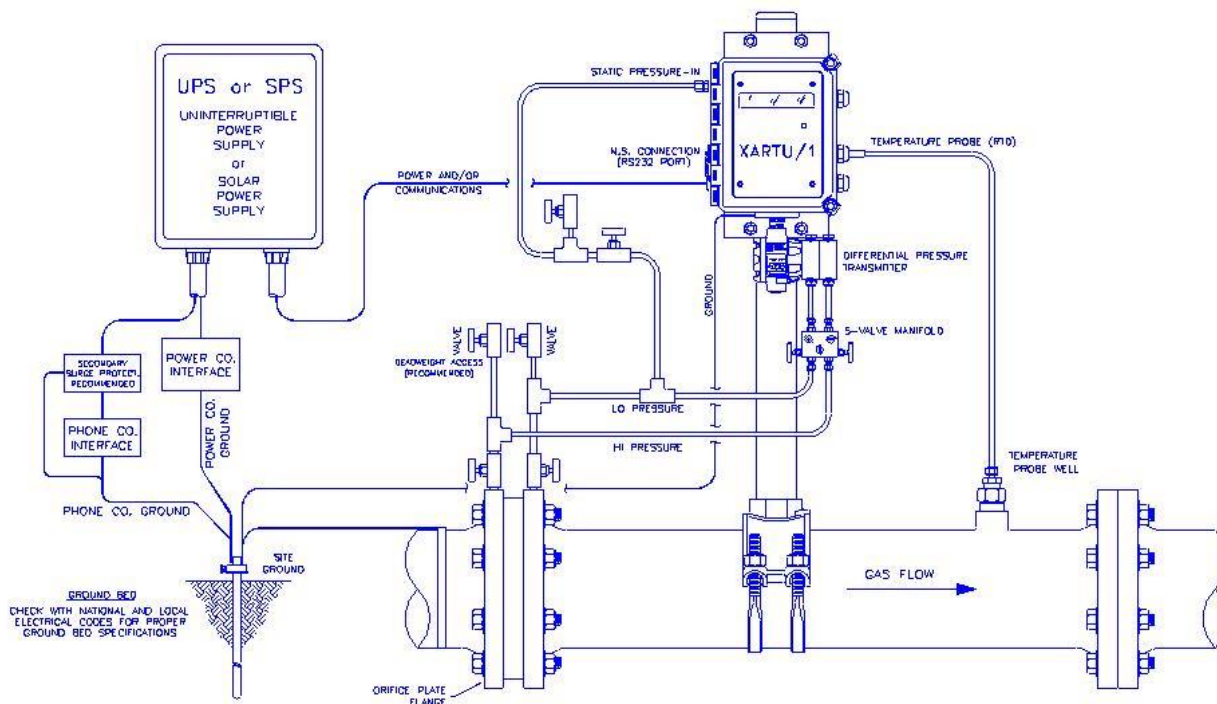 UPS or SPS
UNINTERRUPTIBLE
POWER
SUPPLY
or
SOLAR
POWER
SUPPLY
STATIC PRESSURE-IN
N.S. CONNECTION
(RS232 PORT)
XARTU/1
TEMPERATURE PROBE (RTD)
POWER AND/OR
COMMUNICATIONS
DIFFERENTIAL PRESSURE
TRANSMITTER
GROUND
5-VALVE MANIFOLD
VALVE
VALVE
DEADWEIGHT ACCESS
(RECOMMENDED)
SECONDARY
SURGE PROTECT.
RECOMMENDED
POWER CO.
INTERFACE
PHONE CO.
INTERFACE
POWER CO.
GROUND
LO PRESSURE
HI PRESSURE
TEMPERATURE
PROBE WELL
PHONE CO. GROUND
SITE
GROUND
GAS FLOW
GROUND BED
CHECK WITH NATIONAL AND LOCAL
ELECTRICAL CODES FOR PROPER
GROUND BED SPECIFICATIONS
ORIFICE PLATE
FLANGE